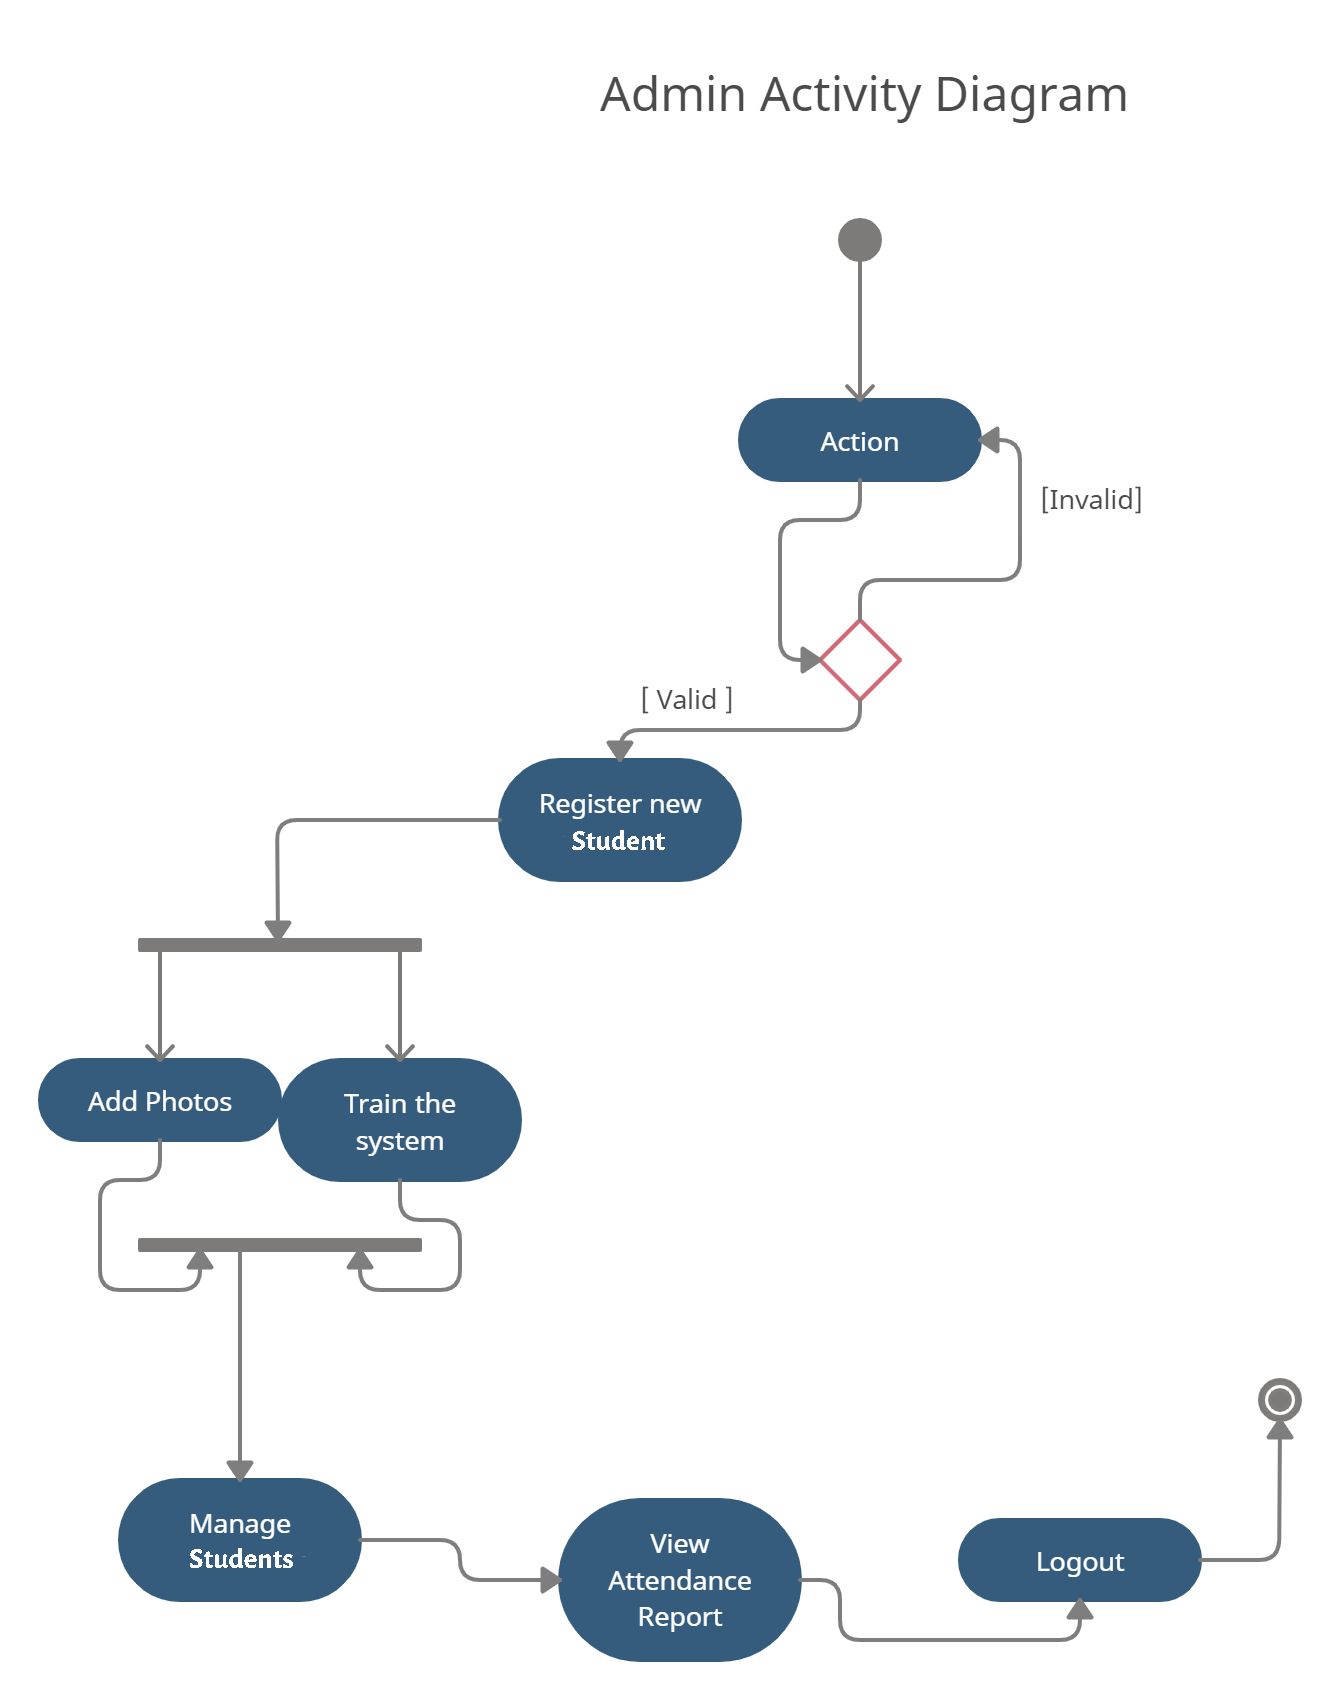 Admin Activity Diagram
Action
[Invalid]
[ Valid ]
Register new
Student
Add Photos
Train the
system
Manage
Students
View
Attendance
Report
Logout